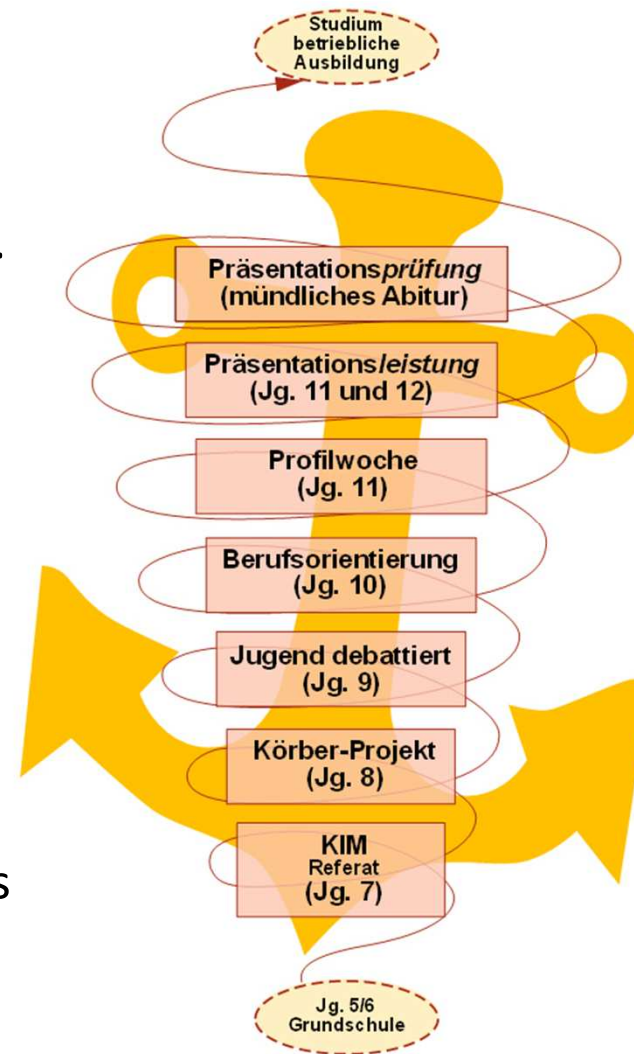 Studium
betriebliche
Ausbildung
.
Präsentationsprüfung
(mündliches Abitur)
Präsentationsleistung
(Jg. 11 und 12)
Profilwoche
(Jg. 11)
Berufsorientierung
(Jg. 10)
Jugend debattiert
(Jg. 9)
Körber-Projekt
(Jg. 8)
KIM
Referat
(Jg. 7)
s
Jg. 5/6
Grundschule